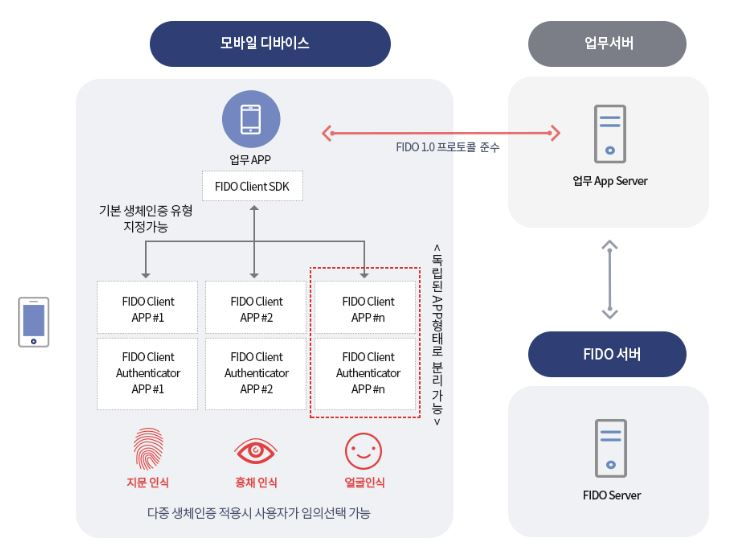 모바일 디바이스
업무서버
업무 APP
FIDO Client SDK
FIDO 1.0 프로토콜 준수
업무 App Server
기본 생체인증 유형
지정가능
FIDO Client
APP #1
FIDO Client
APP #2
FIDO Client
APP #n
FIDO Client
Authenticator
APP #1
FIDO Client
Authenticator
APP #2
FIDO Client
Authenticator
APP #n
<독립된 APP형태로 분리 가능>
지문 인식
홍채 인식
얼굴인식
다중 생체인증 적용시 사용자가 임의선택 가능
FIDO 서버
FIDO Server